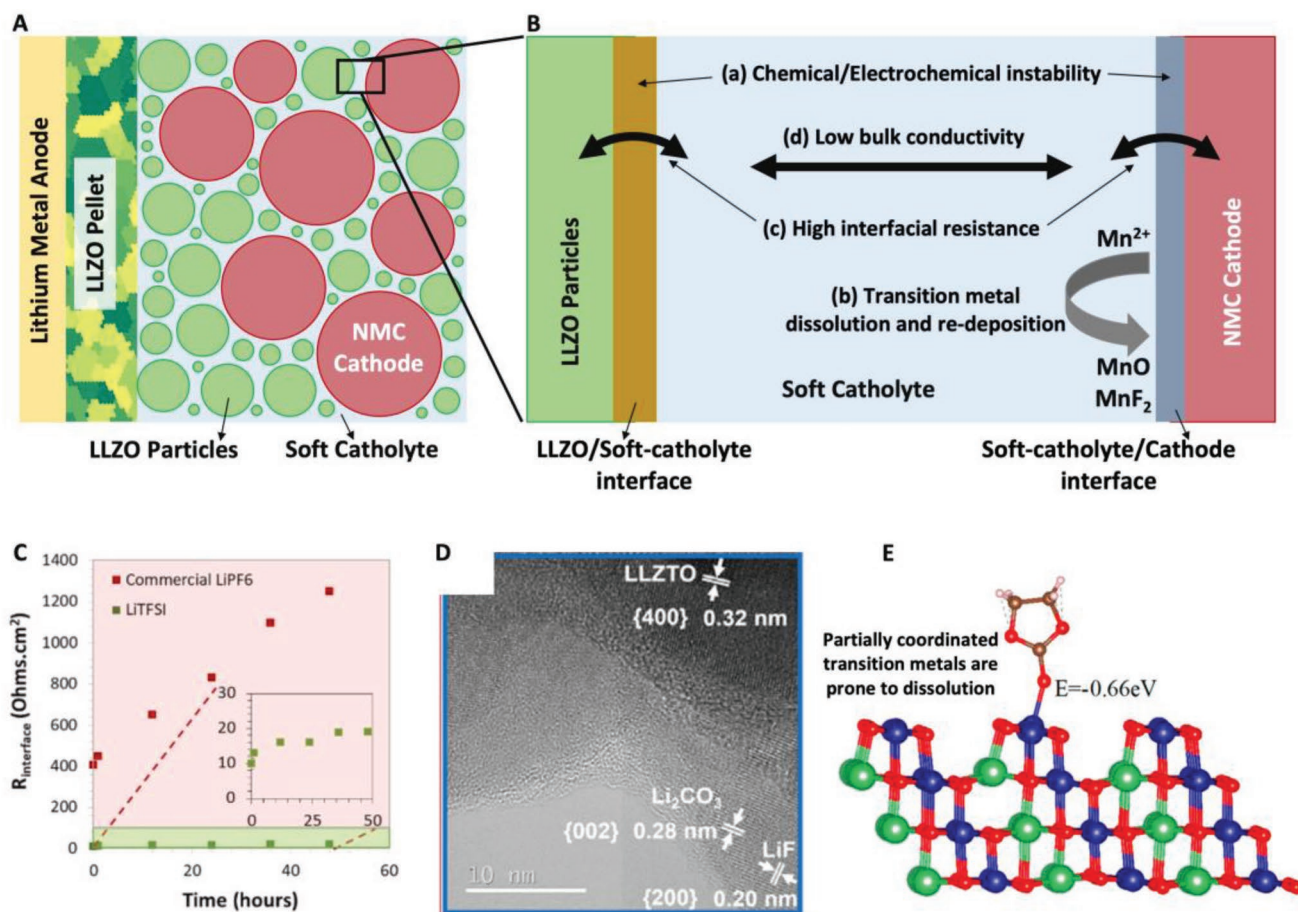 A
Lithium Metal Anode
LLZO Pellet
NMC
Cathode
LLZO Particles
Soft Catholyte
B
(a) Chemical/Electrochemical instability
(d) Low bulk conductivity
(c) High interfacial resistance
Mn²⁺
(b) Transition metal
dissolution and re-deposition
MnO
MnF₂
LLZO Particles
Soft Catholyte
NMC Cathode
LLZO/Soft-catholyte
interface
Soft-catholyte/Cathode
interface
C
1400
1200
1000
800
600
400
200
0
R_interface (Ohms.cm²)
Commercial LiPF6
LiTFSI
30
20
10
0
0
25
50
0
20
40
60
Time (hours)
D
LLZTO
{400} 0.32 nm
Li₂CO₃
{002} 0.28 nm
LiF
{200} 0.20 nm
10 nm
E
Partially coordinated
transition metals are
prone to dissolution
E=-0.66eV